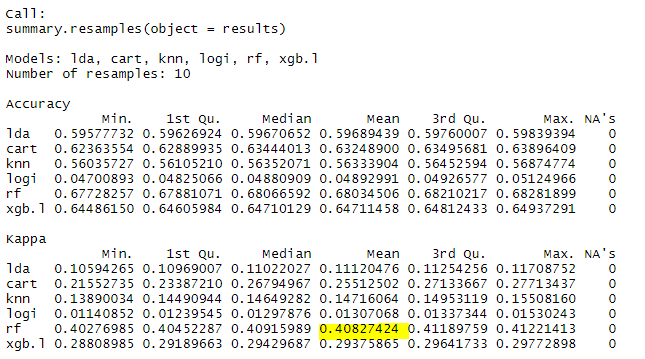 Call:
summary.resamples(object = results)
Models: lda, cart, knn, logi, rf, xgb.l
Number of resamples: 10
Accuracy
Min. 1st Qu. Median Mean 3rd Qu. Max. NA's
lda 0.59577732 0.59626924 0.59670652 0.59689439 0.59760007 0.59839394 0
cart 0.62363554 0.62889935 0.63444013 0.63248900 0.63495681 0.63896409 0
knn 0.56035727 0.56105210 0.56352071 0.56333904 0.56452594 0.56874774 0
logi 0.04700893 0.04825066 0.04880909 0.04892991 0.04926577 0.05124966 0
rf 0.67728257 0.67881071 0.68066592 0.68034506 0.68210217 0.68281899 0
xgb.l 0.64486150 0.64605984 0.64710129 0.64711458 0.64812433 0.64937291 0
Kappa
Min. 1st Qu. Median Mean 3rd Qu. Max. NA's
lda 0.10594265 0.10969007 0.11022027 0.11120476 0.11254256 0.11708752 0
cart 0.21552735 0.23387210 0.26794967 0.25512502 0.27133667 0.27713437 0
knn 0.13890034 0.14490944 0.14649282 0.14716064 0.14953119 0.15508160 0
logi 0.01140852 0.01239545 0.01297876 0.01307068 0.01337344 0.01530243 0
rf 0.40276985 0.40452287 0.40915989 0.40827424 0.41189759 0.41221413 0
xgb.l 0.28808985 0.29189663 0.29429687 0.29375865 0.29641733 0.29772898 0